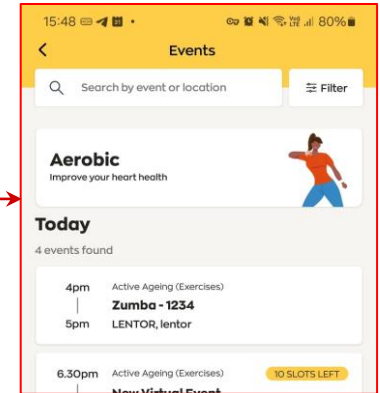 15:48
80%
Events
Search by event or location
Filter
Aerobic
Improve your heart health
Today
4 events found
4pm Active Ageing (Exercises)
Zumba - 1234
5pm LENTOR, lentor
6.30pm Active Ageing (Exercises) 10 SLOTS LEFT
New Virtual Event